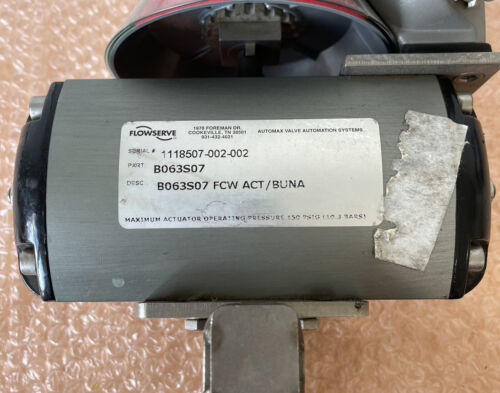 FLOWSERVE
1978 FOREMAN DR.
COOKEVILLE, TN 38501
931-432-4021
AUTOMAX VALVE AUTOMATION SYSTEMS
SERIAL # 1118507-002-002
PART: B063S07
DESC. B063S07 FCW ACT/BUNA
MAXIMUM ACTUATOR OPERATING PRESSURE 150 PSIG (10.3 BARS)